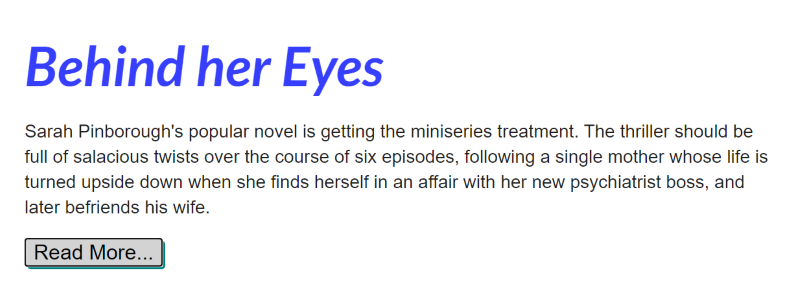 Behind her Eyes
Sarah Pinborough's popular novel is getting the miniseries treatment. The thriller should be
full of salacious twists over the course of six episodes, following a single mother whose life is
turned upside down when she finds herself in an affair with her new psychiatrist boss, and
later befriends his wife.
Read More...